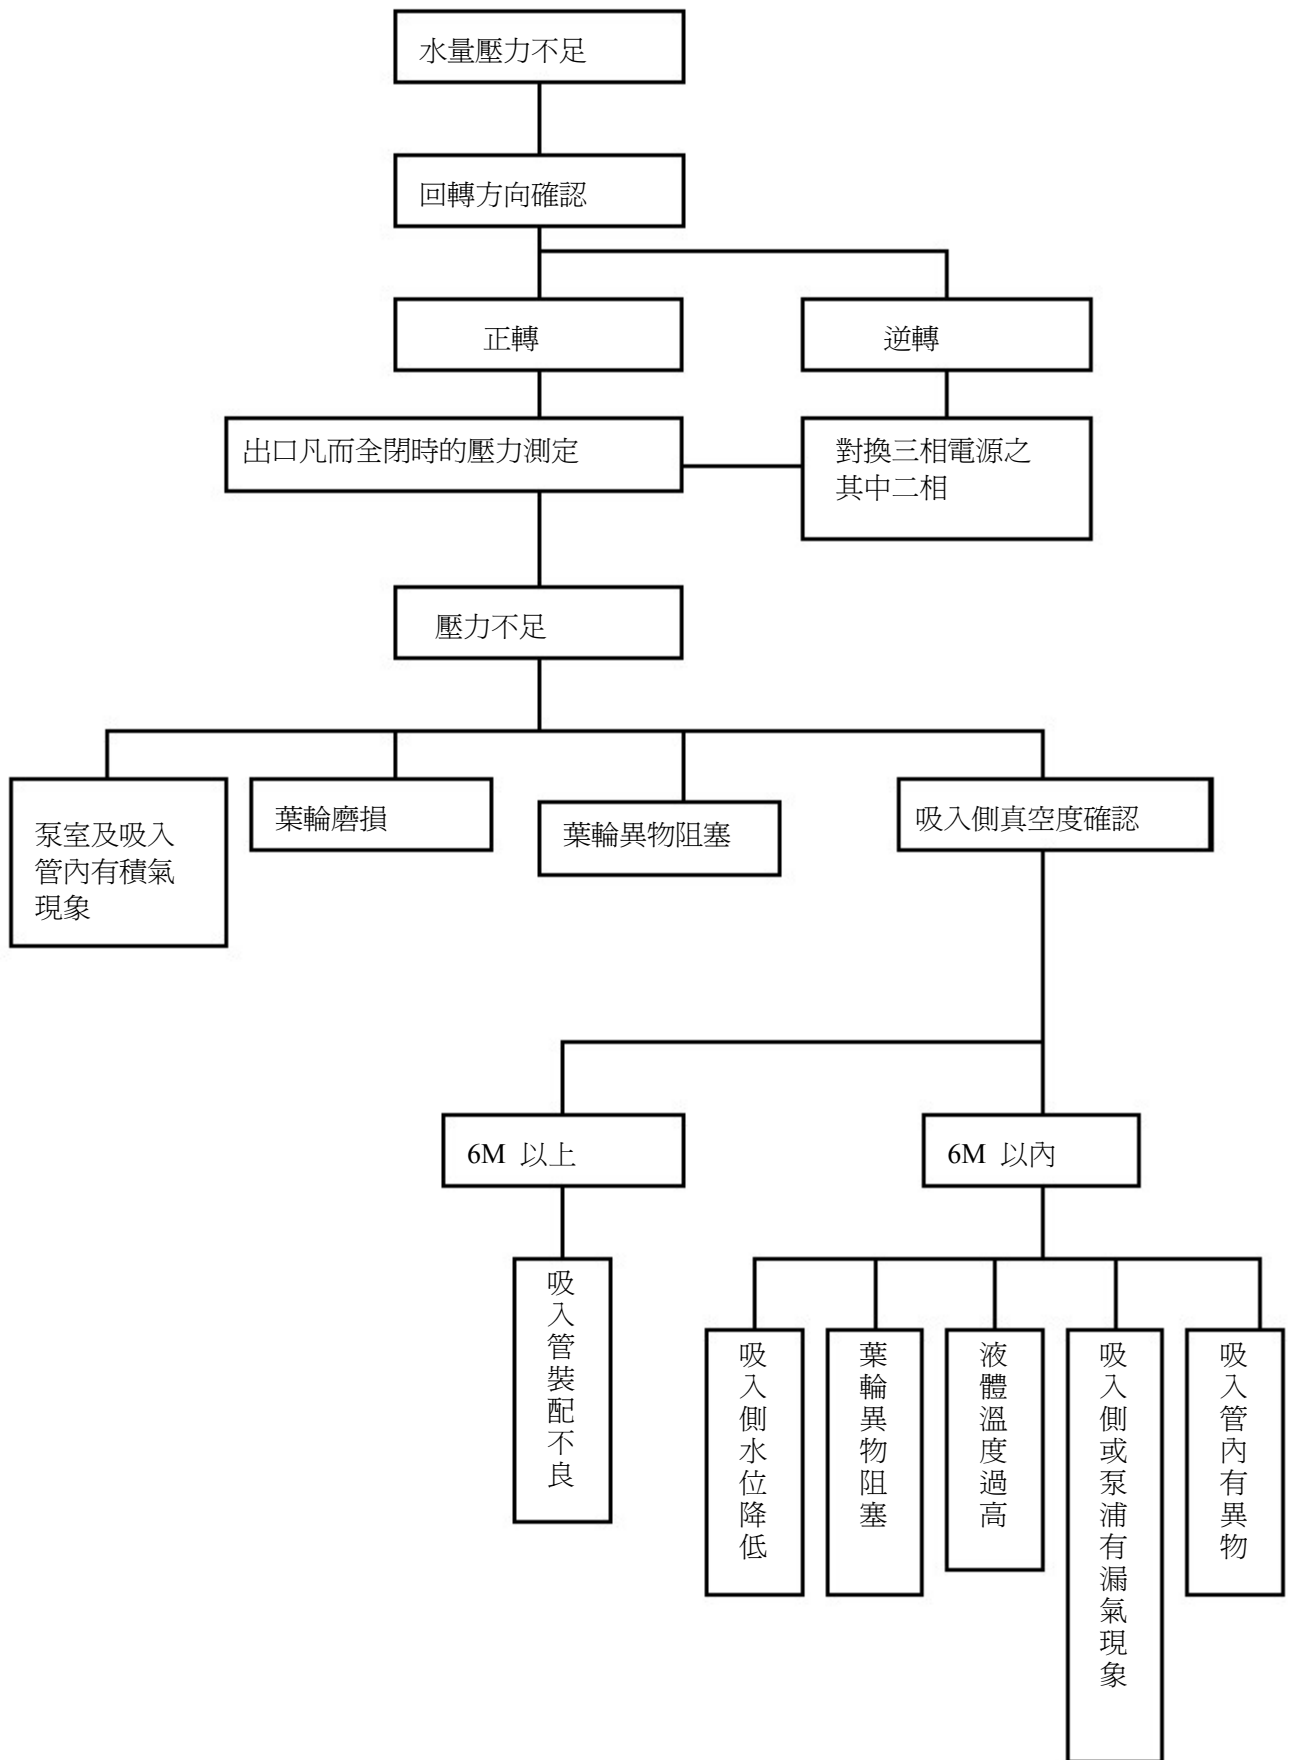 水量壓力不足
回轉方向確認
正轉
逆轉
出口凡而全閉時的壓力測定
對換三相電源之
其中二相
壓力不足
泵室及吸入
管內有積氣
現象
葉輪磨損
葉輪異物阻塞
吸入側真空度確認
6M 以上
6M 以內
吸入管裝配不良
吸入側水位降低
葉輪異物阻塞
液體溫度過高
吸入側或泵浦有漏氣現象
吸入管內有異物